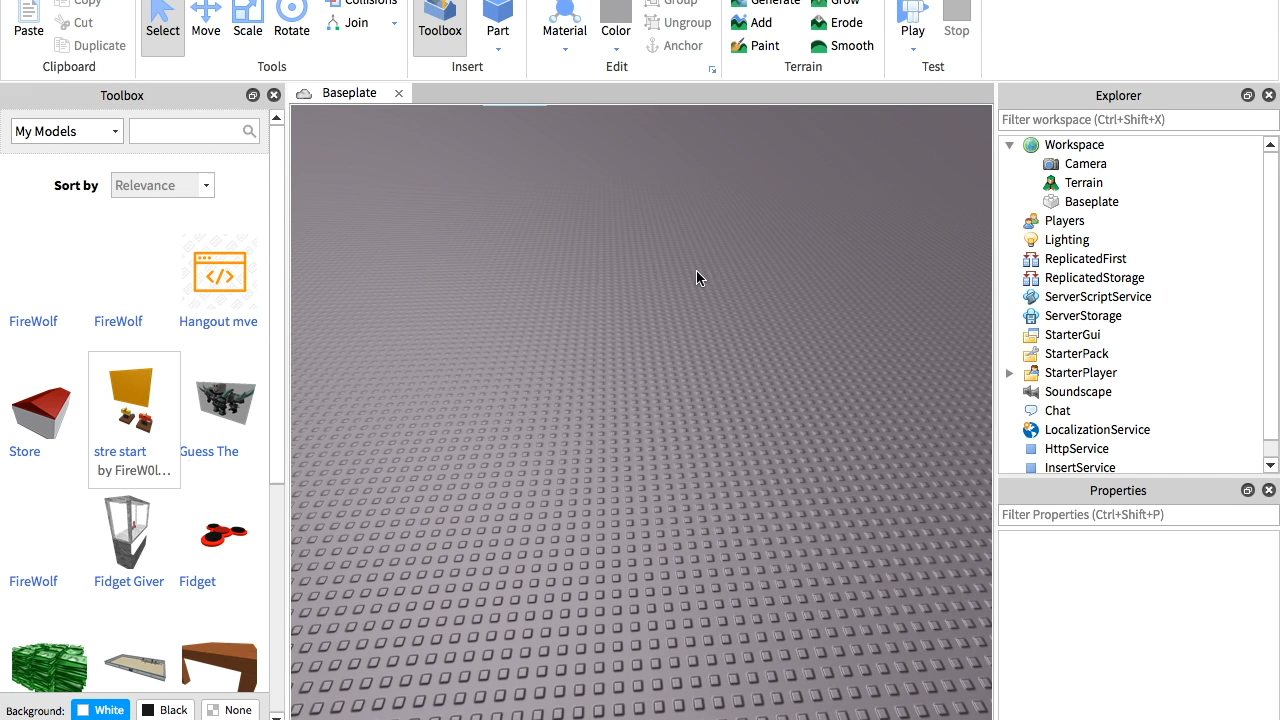 Copy
Collisions
Group
Generate
Grow
Cut
Join
Ungroup
Add
Erode
Paste
Select
Move
Scale
Rotate
Toolbox
Part
Material
Color
Play
Stop
Duplicate
Anchor
Paint
Smooth
Clipboard
Tools
Insert
Edit
Terrain
Test
Toolbox
Baseplate
Explorer
My Models
Filter workspace (Ctrl+Shift+X)
Sort by
Relevance
FireWolf
FireWolf
Hangout mve
Store
stre start
Guess The
by FireW0l...
FireWolf
Fidget Giver
Fidget
Background:
White
Black
None
Workspace
Camera
Terrain
Baseplate
Players
Lighting
ReplicatedFirst
ReplicatedStorage
ServerScriptService
ServerStorage
StarterGui
StarterPack
StarterPlayer
Soundscape
Chat
LocalizationService
HttpService
InsertService
Properties
Filter Properties (Ctrl+Shift+P)